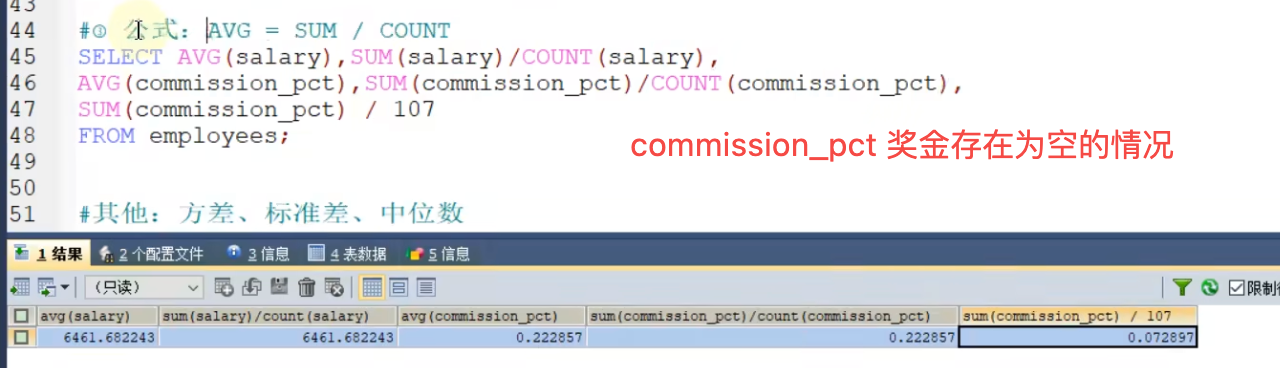 43
44 #① 公式：AVG = SUM / COUNT
45 SELECT AVG(salary),SUM(salary)/COUNT(salary),
46 AVG(commission_pct),SUM(commission_pct)/COUNT(commission_pct),
47 SUM(commission_pct) / 107
48 FROM employees;
commission_pct 奖金存在为空的情况
49
50
51 #其他：方差、标准差、中位数
1 结果 2 个配置文件 3 信息 4 表数据 5 信息
（只读） 限制
avg(salary) sum(salary)/count(salary) avg(commission_pct) sum(commission_pct)/count(commission_pct) sum(commission_pct) / 107
6461.682243 6461.682243 0.222857 0.222857 0.072897